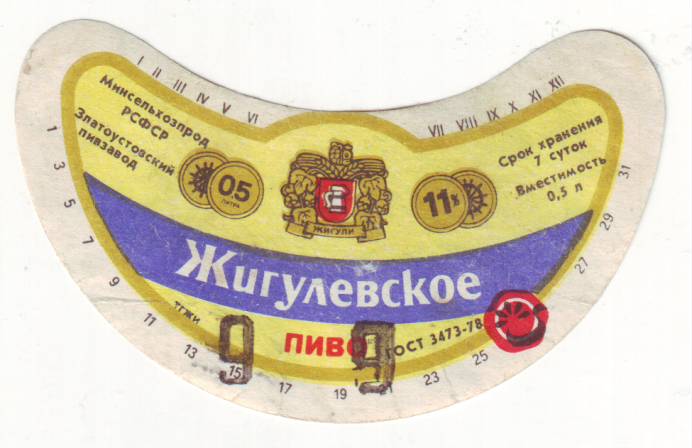 I II III IV V VI
VII VIII IX X XI XII
Минсельхозпрод
РСФСР
Златоустовский
пивзавод
05
ЛИТРА
ЖИГУЛИ
11%
Срок хранения
7 суток
Вместимость
0,5 л
Жигулевское
ПИВО
ТГЖИ
ГОСТ 3473-78
9 9
1 3 5 7 9 11 13 15 17 19 21 23 25 27 29 31